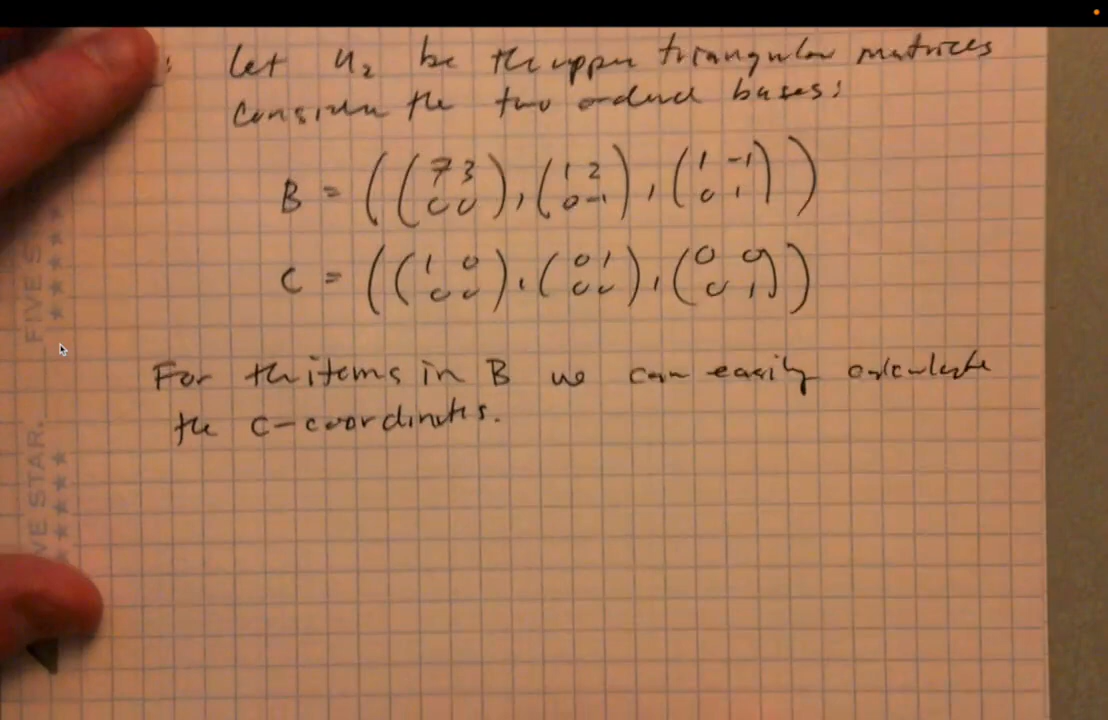 : Let U₂ be the upper triangular matrices
Consider the two ordered bases:
B = ( ( 7 3 / 0 0 ), ( 1 2 / 0 -1 ), ( 1 -1 / 0 1 ) )
C = ( ( 1 0 / 0 0 ), ( 0 1 / 0 0 ), ( 0 0 / 0 1 ) )
For the items in B we can easily calculate
the C-coordinates.
FIVE S
VE STAR.